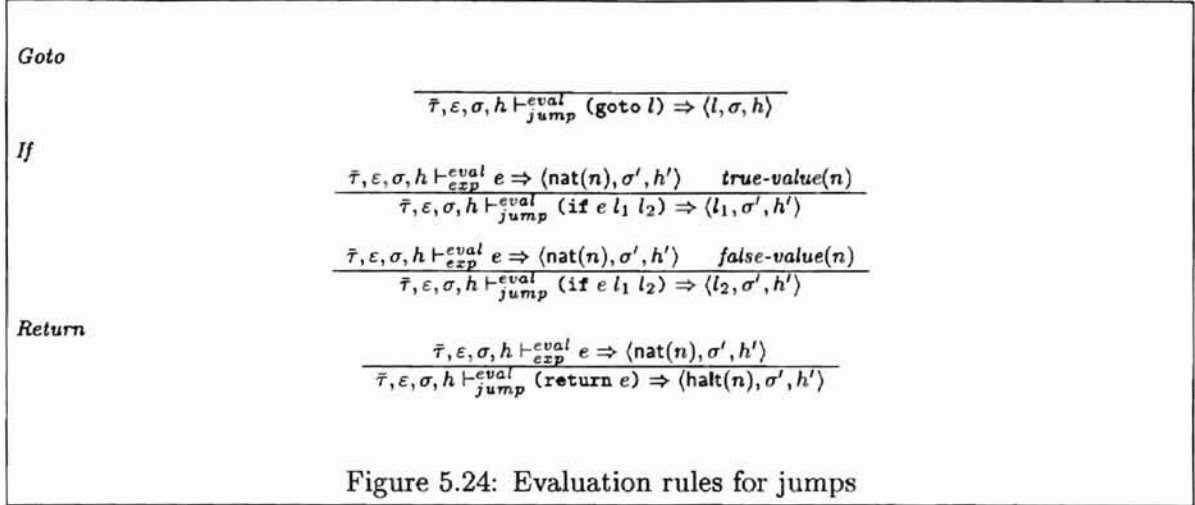 Goto
τ̄, ε, σ, h ⊢^{eval}_{jump} (goto l) ⇒ ⟨l, σ, h⟩
If
τ̄, ε, σ, h ⊢^{eval}_{exp} e ⇒ ⟨nat(n), σ′, h′⟩ true-value(n)
τ̄, ε, σ, h ⊢^{eval}_{jump} (if e l₁ l₂) ⇒ ⟨l₁, σ′, h′⟩
τ̄, ε, σ, h ⊢^{eval}_{exp} e ⇒ ⟨nat(n), σ′, h′⟩ false-value(n)
τ̄, ε, σ, h ⊢^{eval}_{jump} (if e l₁ l₂) ⇒ ⟨l₂, σ′, h′⟩
Return
τ̄, ε, σ, h ⊢^{eval}_{exp} e ⇒ ⟨nat(n), σ′, h′⟩
τ̄, ε, σ, h ⊢^{eval}_{jump} (return e) ⇒ ⟨halt(n), σ′, h′⟩
Figure 5.24: Evaluation rules for jumps